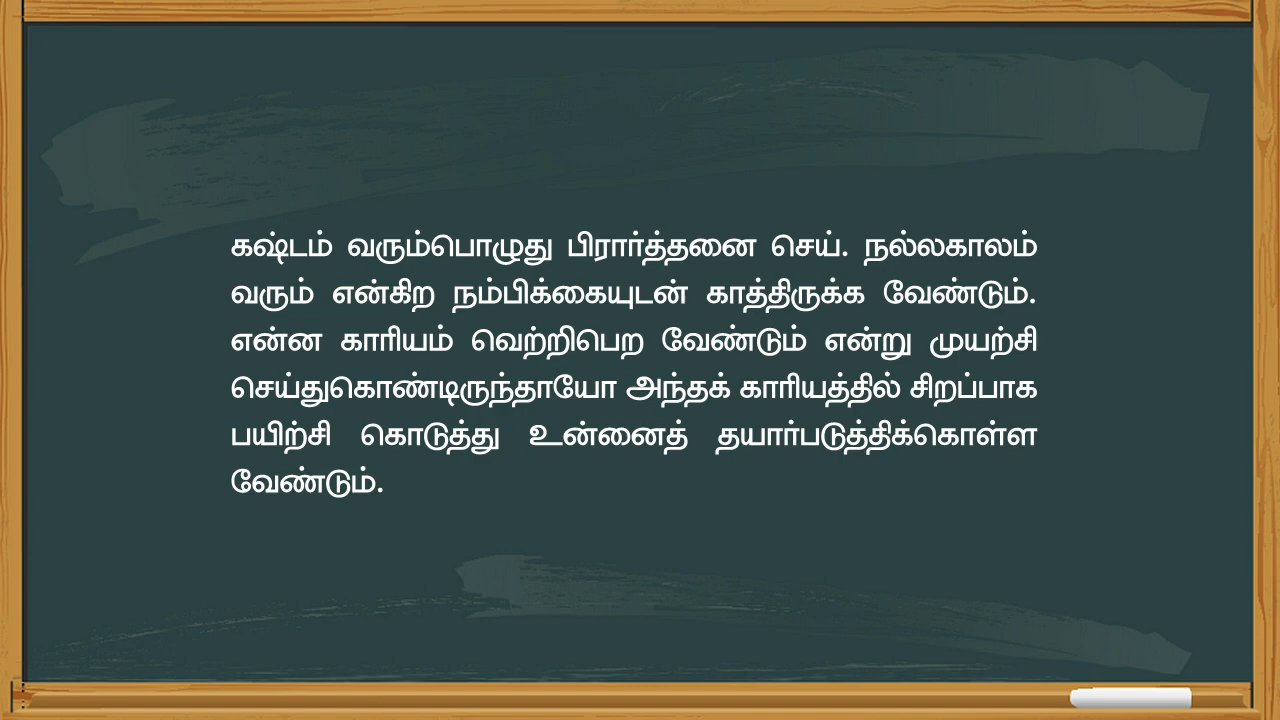 கஷ்டம் வரும்பொழுது பிரார்த்தனை செய். நல்லகாலம்
வரும் என்கிற நம்பிக்கையுடன் காத்திருக்க வேண்டும்.
என்ன காரியம் வெற்றிபெற வேண்டும் என்று முயற்சி
செய்துகொண்டிருந்தாயோ அந்தக் காரியத்தில் சிறப்பாக
பயிற்சி கொடுத்து உன்னைத் தயார்படுத்திக்கொள்ள
வேண்டும்.